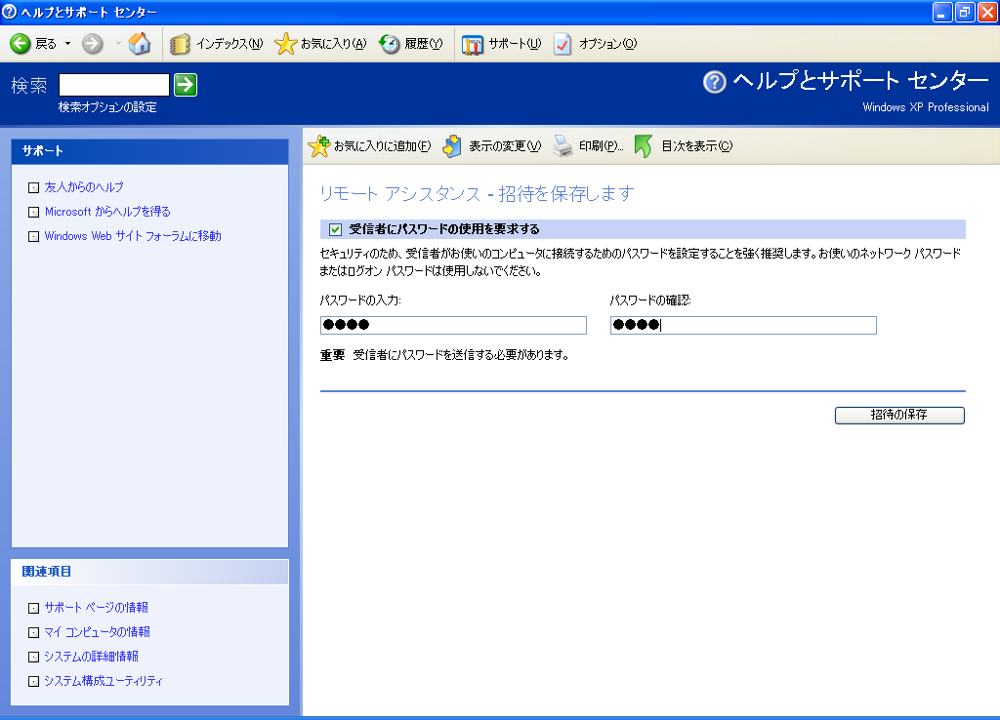 ヘルプとサポート センター
戻る インデックス(N) お気に入り(A) 履歴(Y) サポート(U) オプション(O)
検索
検索オプションの設定
ヘルプとサポート センター
Windows XP Professional
サポート
友人からのヘルプ
Microsoft からヘルプを得る
Windows Web サイト フォーラムに移動
関連項目
サポート ページの情報
マイ コンピュータの情報
システムの詳細情報
システム構成ユーティリティ
お気に入りに追加(F) 表示の変更(V) 印刷(P)... 目次を表示(C)
リモート アシスタンス - 招待を保存します
受信者にパスワードの使用を要求する
セキュリティのため、受信者がお使いのコンピュータに接続するためのパスワードを設定することを強く推奨します。お使いのネットワーク パスワード
またはログオン パスワードは使用しないでください。
パスワードの入力: パスワードの確認:
●●●● ●●●●
重要 受信者にパスワードを送信する必要があります。
招待の保存